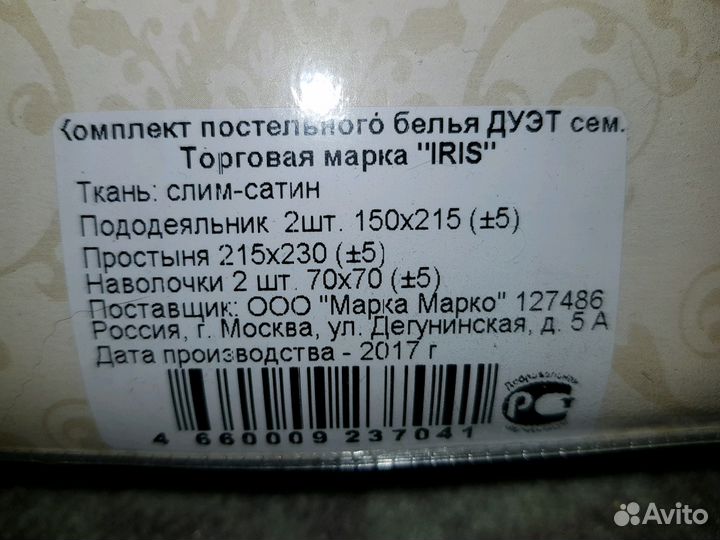 Комплект постельного белья ДУЭТ сем.
Торговая марка "IRIS"
Ткань: слим-сатин
Пододеяльник 2шт. 150х215 (±5)
Простыня 215х230 (±5)
Наволочки 2 шт. 70х70 (±5)
Поставщик: ООО "Марка Марко" 127486
Россия, г. Москва, ул. Дегунинская, д. 5 А
Дата производства - 2017 г
Добровольная
РСТ
4 660009 237041
Avito